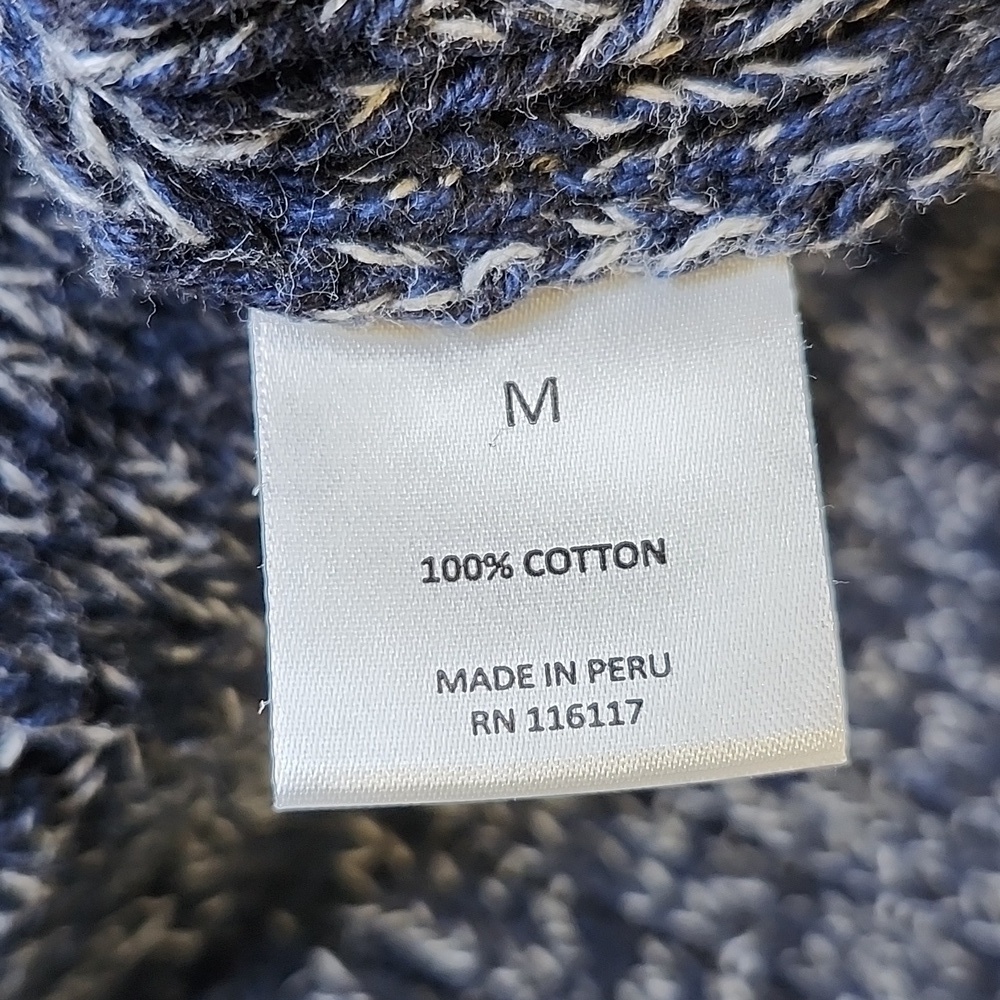 M
100% COTTON
MADE IN PERU
RN 116117